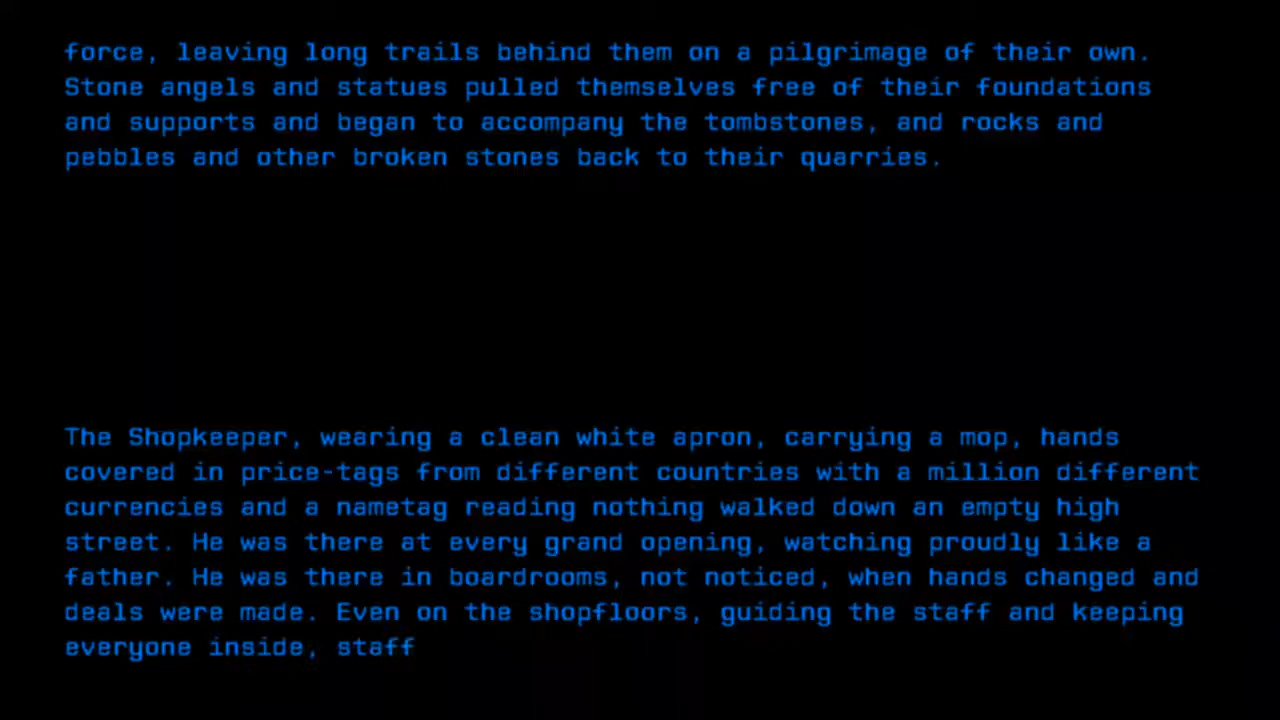 force, leaving long trails behind them on a pilgrimage of their own.
Stone angels and statues pulled themselves free of their foundations
and supports and began to accompany the tombstones, and rocks and
pebbles and other broken stones back to their quarries.
The Shopkeeper, wearing a clean white apron, carrying a mop, hands
covered in price-tags from different countries with a million different
currencies and a nametag reading nothing walked down an empty high
street. He was there at every grand opening, watching proudly like a
father. He was there in boardrooms, not noticed, when hands changed and
deals were made. Even on the shopfloors, guiding the staff and keeping
everyone inside, staff